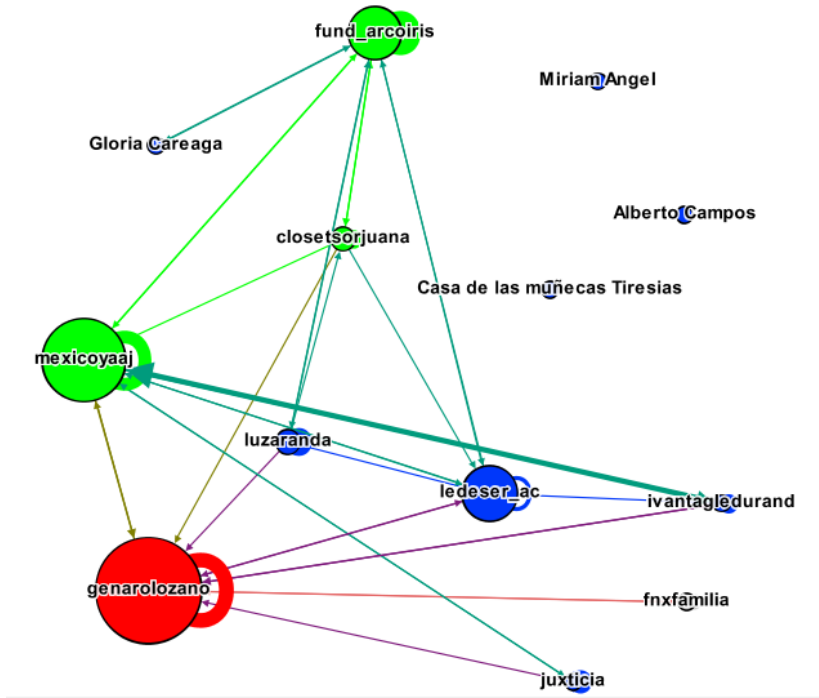 fund_arcoiris
Miriam Angel
Gloria Careaga
Alberto Campos
closetsorjuana
Casa de las muñecas Tiresias
mexicoyaaj
luzaranda
ledeser_ac
ivantagledurand
genarolozano
fnxfamilia
juxticia